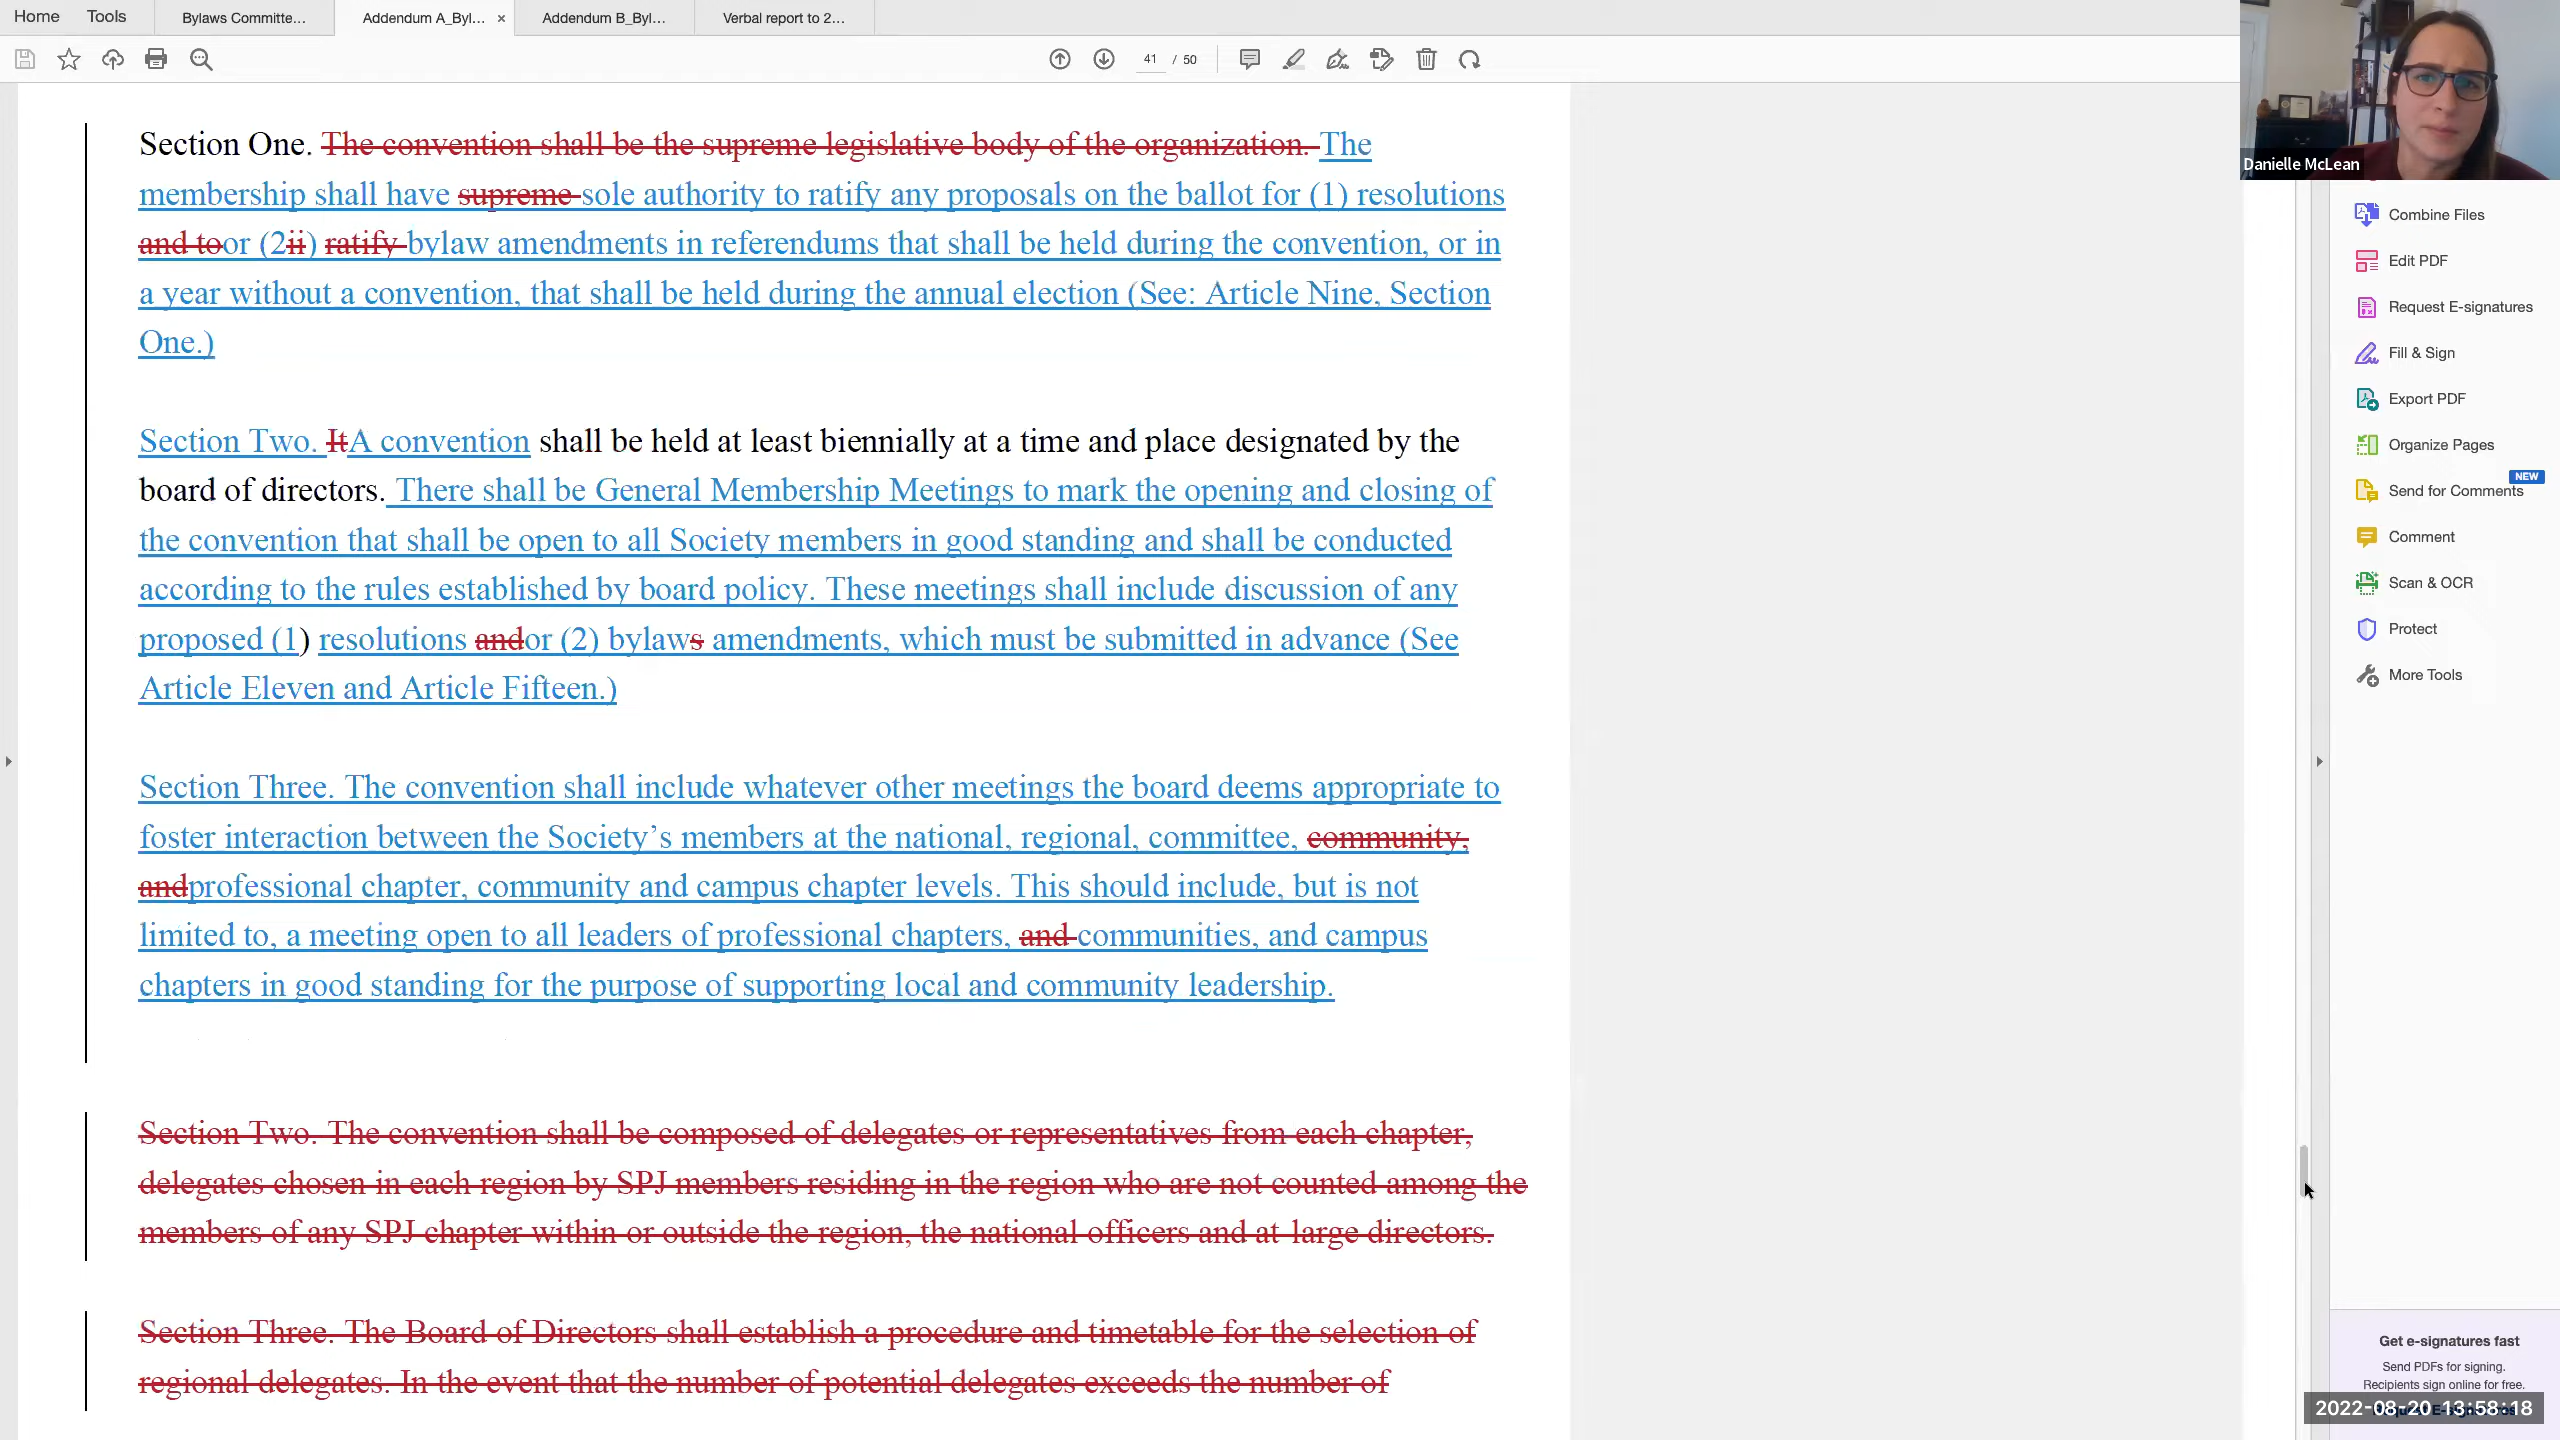 Home Tools Bylaws Committe... Addendum A_Byl... × Addendum B_Byl... Verbal report to 2...
41 / 50
Danielle McLean
Section One. The convention shall be the supreme legislative body of the organization. The
membership shall have supreme sole authority to ratify any proposals on the ballot for (1) resolutions
and toor (2ii) ratify bylaw amendments in referendums that shall be held during the convention, or in
a year without a convention, that shall be held during the annual election (See: Article Nine, Section
One.)
Section Two. ItA convention shall be held at least biennially at a time and place designated by the
board of directors. There shall be General Membership Meetings to mark the opening and closing of
the convention that shall be open to all Society members in good standing and shall be conducted
according to the rules established by board policy. These meetings shall include discussion of any
proposed (1) resolutions andor (2) bylaws amendments, which must be submitted in advance (See
Article Eleven and Article Fifteen.)
Section Three. The convention shall include whatever other meetings the board deems appropriate to
foster interaction between the Society’s members at the national, regional, committee, community,
andprofessional chapter, community and campus chapter levels. This should include, but is not
limited to, a meeting open to all leaders of professional chapters, and communities, and campus
chapters in good standing for the purpose of supporting local and community leadership.
Section Two. The convention shall be composed of delegates or representatives from each chapter,
delegates chosen in each region by SPJ members residing in the region who are not counted among the
members of any SPJ chapter within or outside the region, the national officers and at-large directors.
Section Three. The Board of Directors shall establish a procedure and timetable for the selection of
regional delegates. In the event that the number of potential delegates exceeds the number of
Combine Files
Edit PDF
Request E-signatures
Fill & Sign
Export PDF
Organize Pages
NEW
Send for Comments
Comment
Scan & OCR
Protect
More Tools
Get e-signatures fast
Send PDFs for signing.
Recipients sign online for free.
2022-08-20 13:58:18